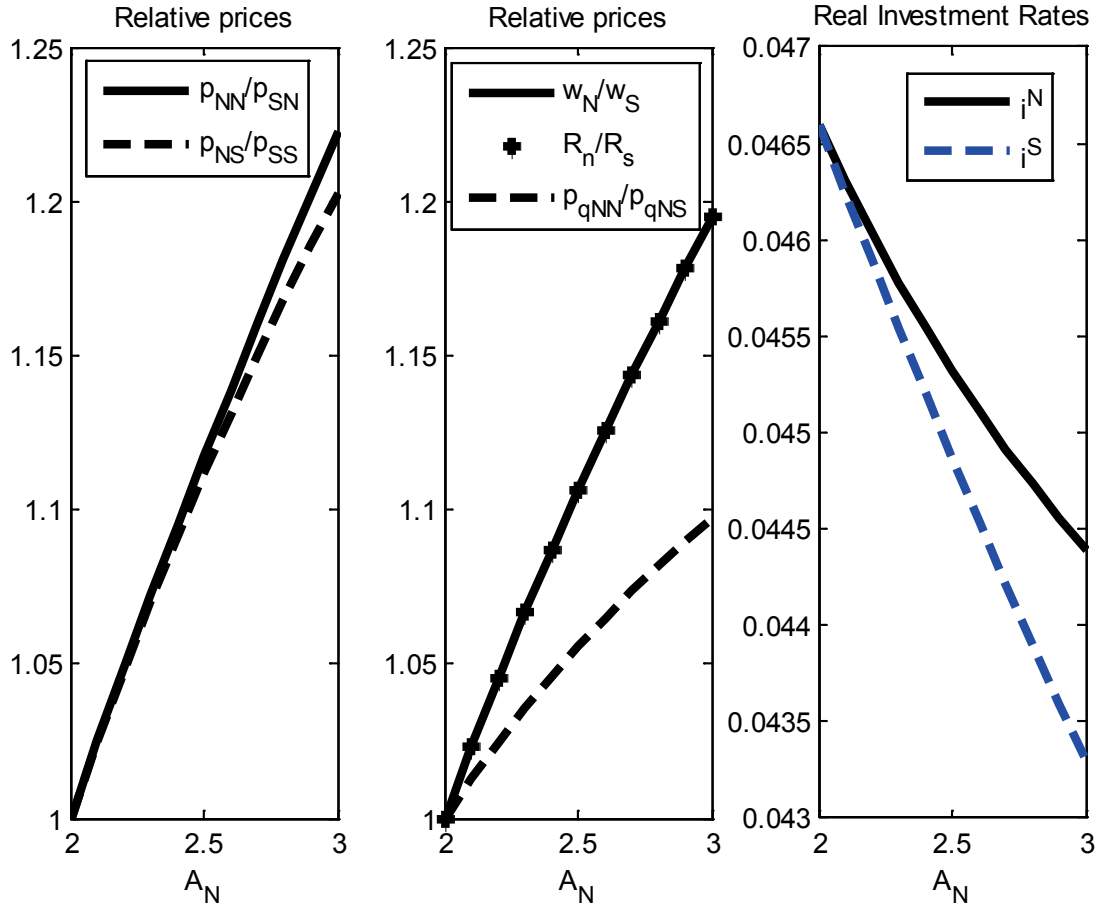 Relative prices
1.25
1.2
1.15
1.1
1.05
1
2
2.5
3
A_N
p_NN/p_SN
p_NS/p_SS
Relative prices
1.25
1.2
1.15
1.1
1.05
1
2
2.5
3
A_N
w_N/w_S
R_n/R_s
p_qNN/p_qNS
Real Investment Rates
0.047
0.0465
0.046
0.0455
0.045
0.0445
0.044
0.0435
0.043
2
2.5
3
A_N
i^N
i^S